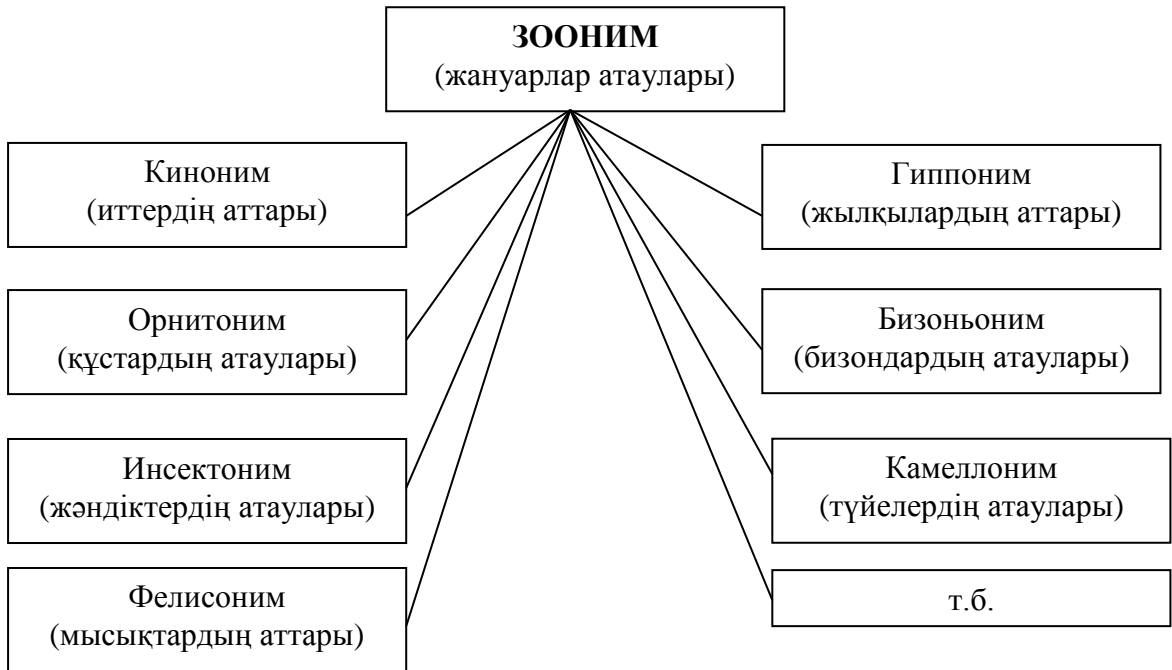 ЗООНИМ
(жануарлар атаулары)
Киноним
(иттердің аттары)
Гиппоним
(жылқылардың аттары)
Орнитоним
(құстардың атаулары)
Бизоньоним
(бизондардың атаулары)
Инсектоним
(жәндіктердің атаулары)
Камеллоним
(түйелердің атаулары)
Фелисоним
(мысықтардың аттары)
т.б.